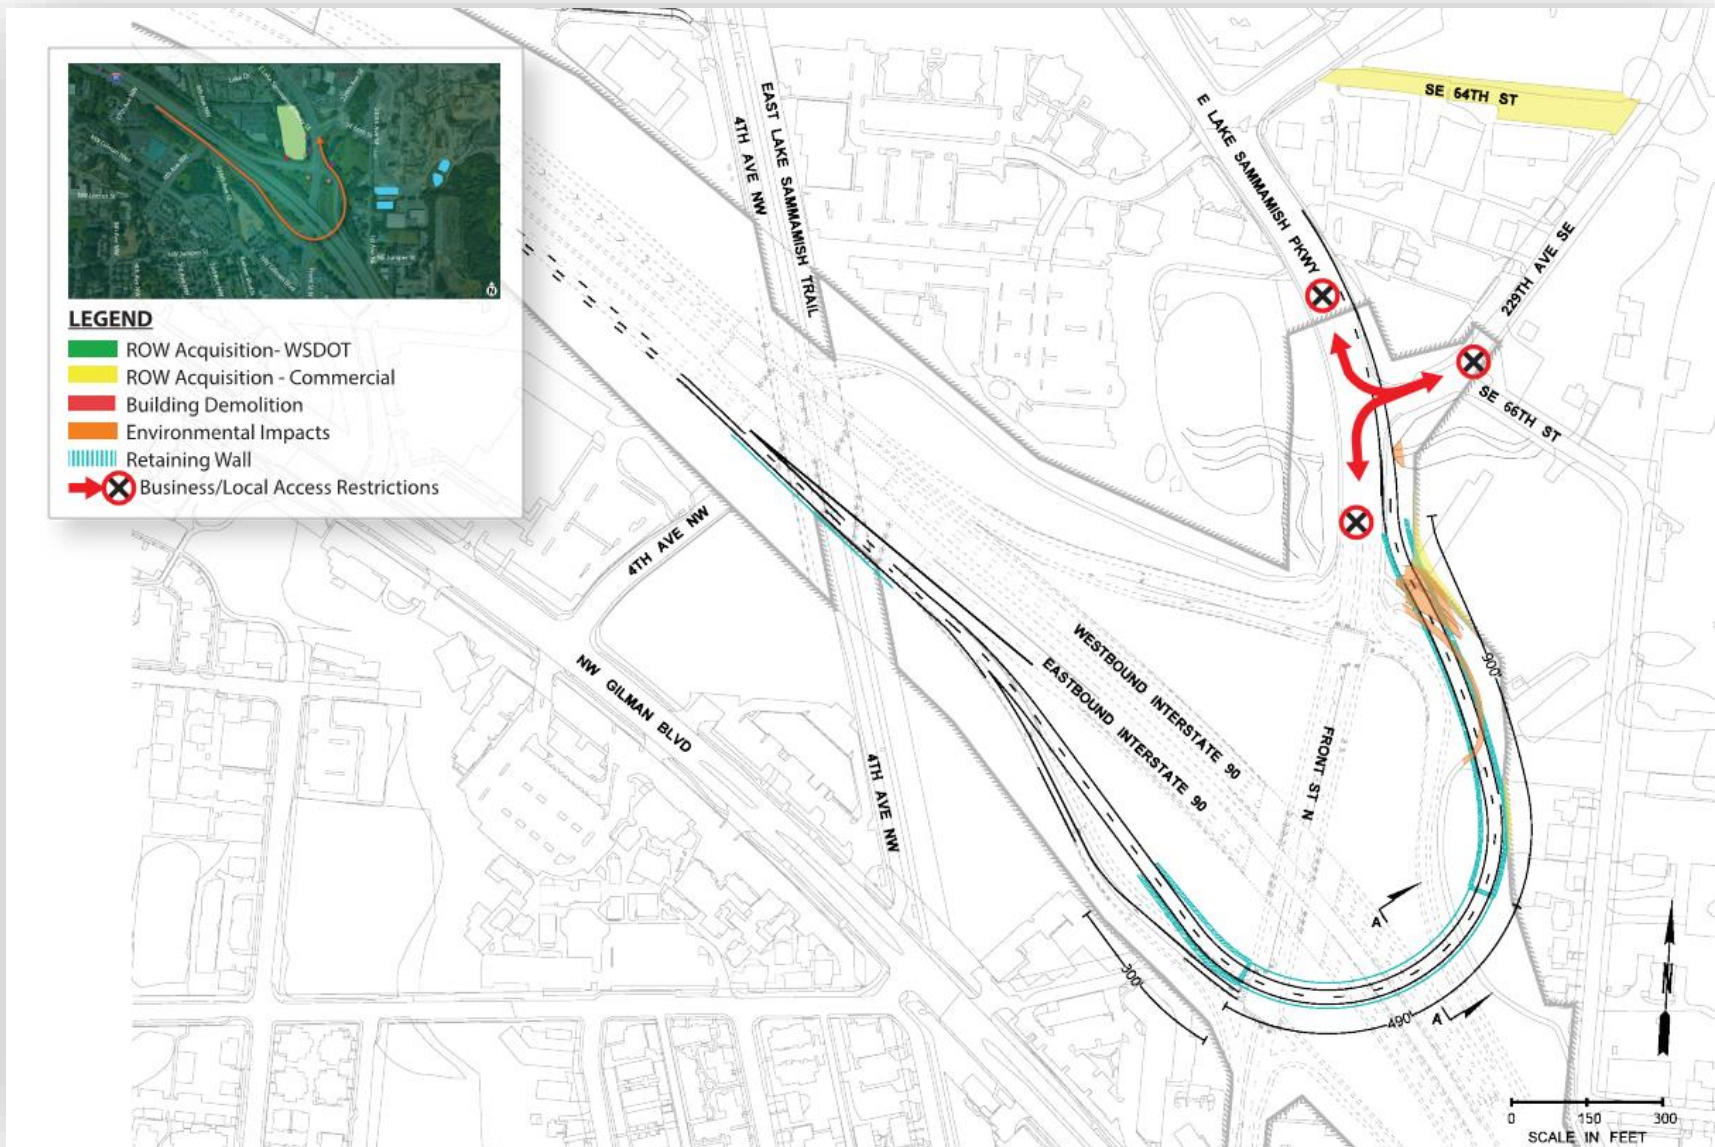 LEGEND
ROW Acquisition- WSDOT
ROW Acquisition - Commercial
Building Demolition
Environmental Impacts
Retaining Wall
Business/Local Access Restrictions
EAST LAKE SAMMAMISH TRAIL
4TH AVE NW
E LAKE SAMMAMISH PKWY
SE 64TH ST
229TH AVE SE
SE 66TH ST
4TH AVE NW
NW GILMAN BLVD
4TH AVE NW
WESTBOUND INTERSTATE 90
EASTBOUND INTERSTATE 90
FRONT ST N
900'
A
300'
490'
A
N
0 150 300
SCALE IN FEET